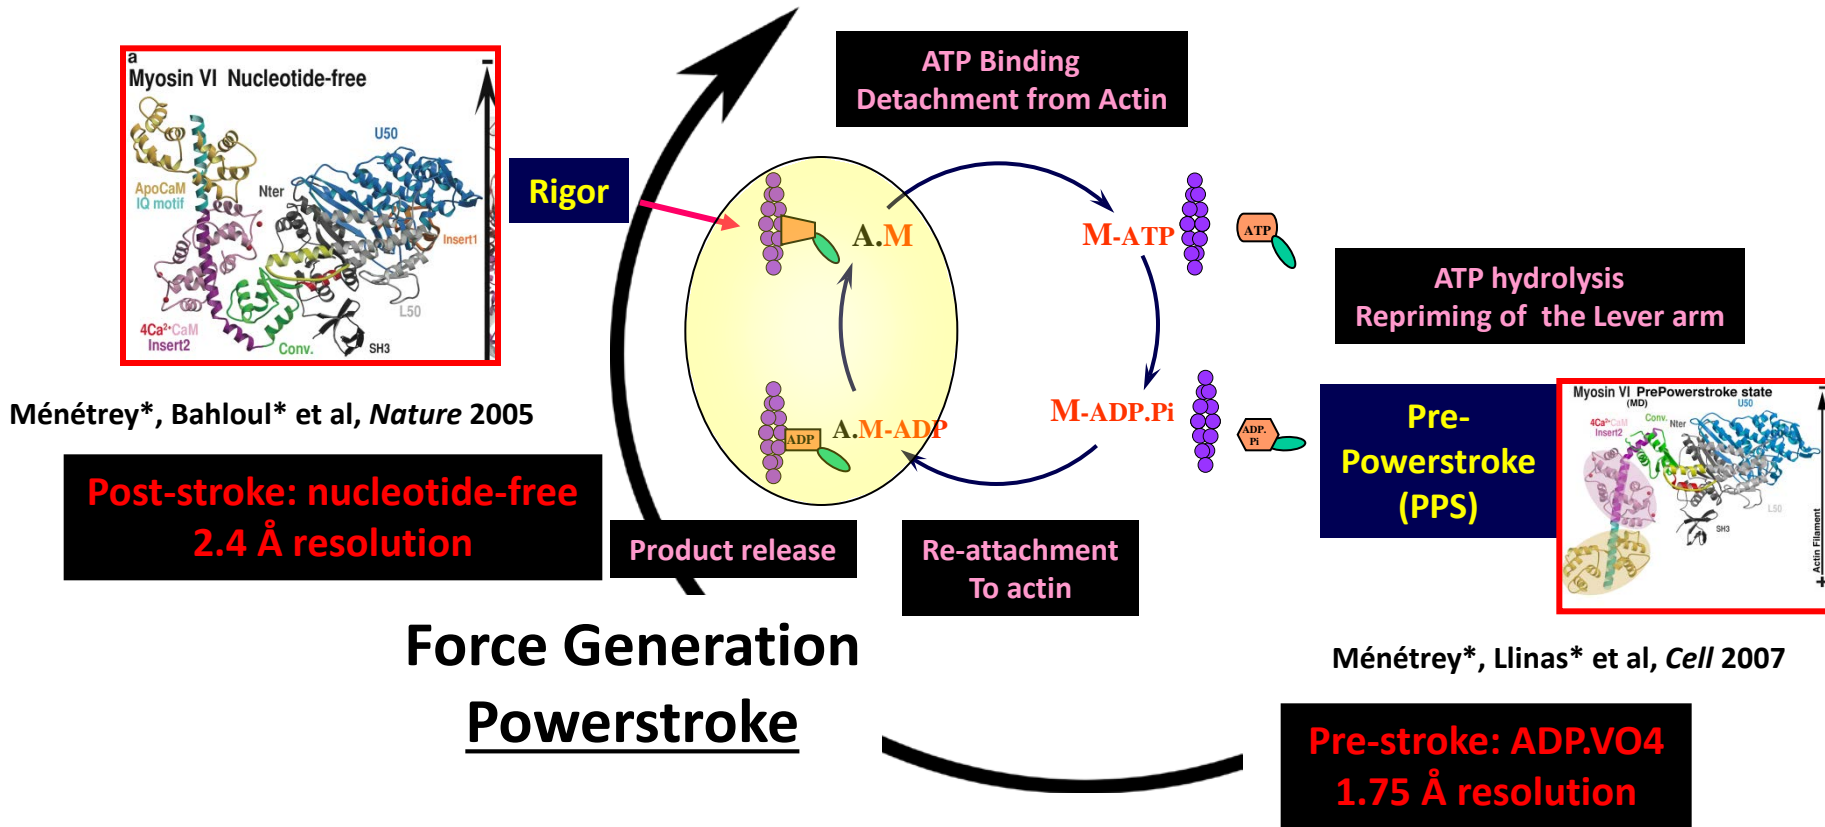 a
Myosin VI Nucleotide-free
-
U50
ApoCaM
IQ motif
Nter
Insert1
L50
4Ca²⁺CaM
Insert2
Conv.
SH3
Ménétrey*, Bahloul* et al, Nature 2005
Post-stroke: nucleotide-free
2.4 Å resolution
Rigor
ATP Binding
Detachment from Actin
A.M
M-ATP
ATP
ATP hydrolysis
Repriming of the Lever arm
M-ADP.Pi
ADP.
Pi
A.M-ADP
ADP
Product release
Re-attachment
To actin
Force Generation
Powerstroke
Pre-
Powerstroke
(PPS)
Myosin VI PrePowerstroke state
(MD)
-
U50
Conv.
Nter
4Ca²⁺CaM
Insert2
L50
SH3
Actin Filament
+
Ménétrey*, Llinas* et al, Cell 2007
Pre-stroke: ADP.VO4
1.75 Å resolution